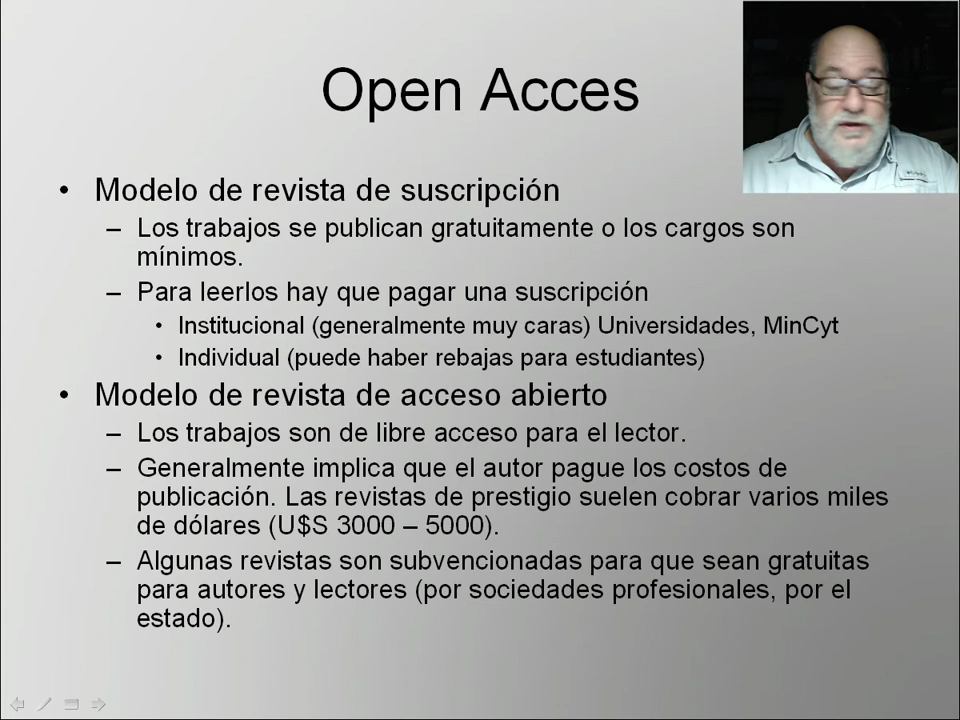 Open Acces
• Modelo de revista de suscripción
– Los trabajos se publican gratuitamente o los cargos son
mínimos.
– Para leerlos hay que pagar una suscripción
• Institucional (generalmente muy caras) Universidades, MinCyt
• Individual (puede haber rebajas para estudiantes)
• Modelo de revista de acceso abierto
– Los trabajos son de libre acceso para el lector.
– Generalmente implica que el autor pague los costos de
publicación. Las revistas de prestigio suelen cobrar varios miles
de dólares (U$S 3000 – 5000).
– Algunas revistas son subvencionadas para que sean gratuitas
para autores y lectores (por sociedades profesionales, por el
estado).